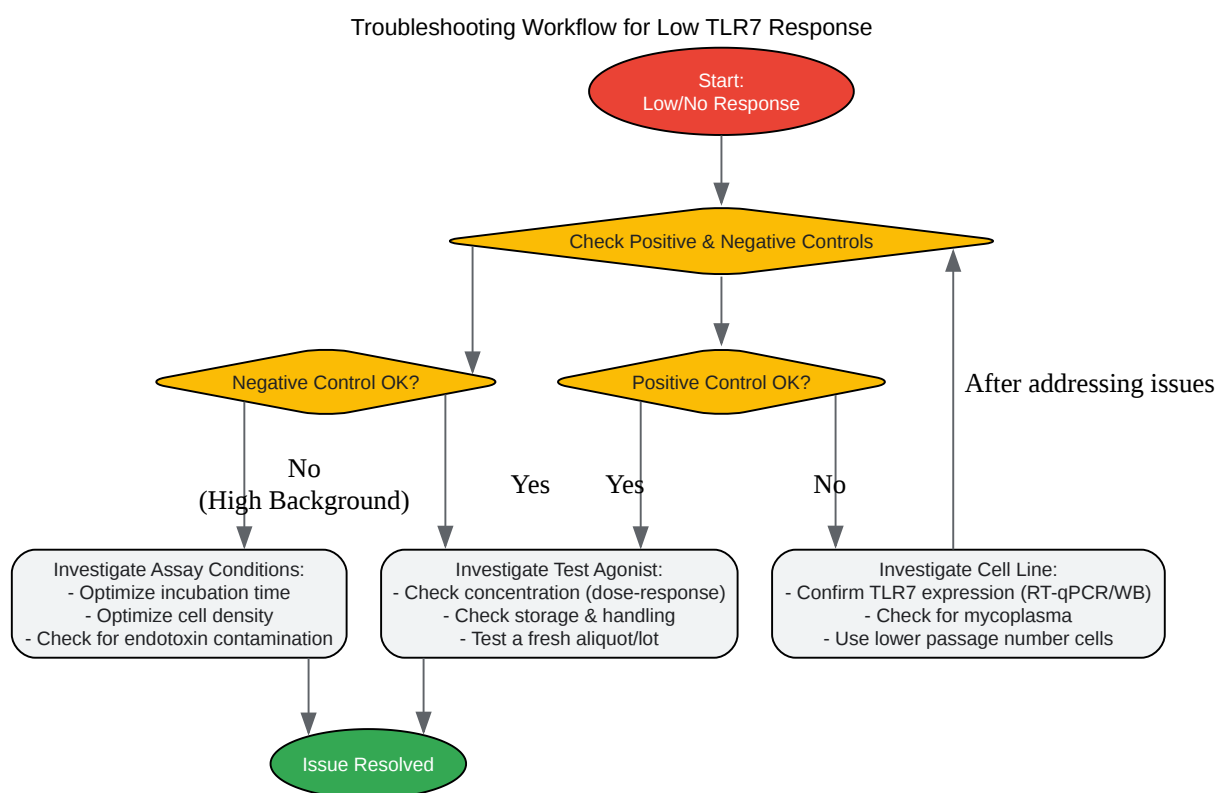 Troubleshooting Workflow for Low TLR7 Response
Start:
Low/No Response
Check Positive & Negative Controls
Negative Control OK?
Positive Control OK?
After addressing issues
No
(High Background)
Yes
Yes
No
Investigate Assay Conditions:
- Optimize incubation time
- Optimize cell density
- Check for endotoxin contamination
Investigate Test Agonist:
- Check concentration (dose-response)
- Check storage & handling
- Test a fresh aliquot/lot
Investigate Cell Line:
- Confirm TLR7 expression (RT-qPCR/WB)
- Check for mycoplasma
- Use lower passage number cells
Issue Resolved